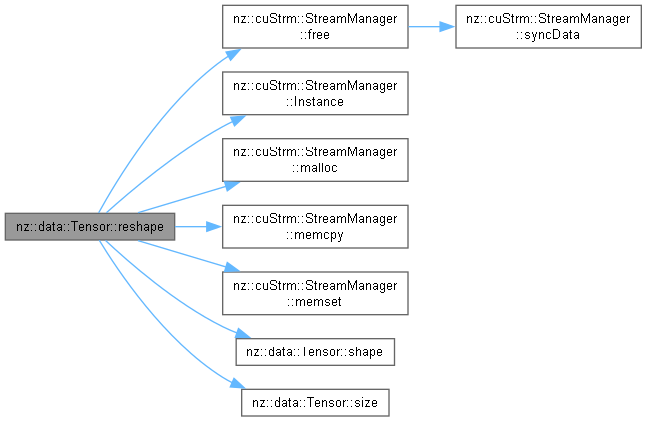 nz::cuStrm::StreamManager
::free
nz::cuStrm::StreamManager
::syncData
nz::cuStrm::StreamManager
::Instance
nz::cuStrm::StreamManager
::malloc
nz::data::Tensor::reshape
nz::cuStrm::StreamManager
::memcpy
nz::cuStrm::StreamManager
::memset
nz::data::Tensor::shape
nz::data::Tensor::size